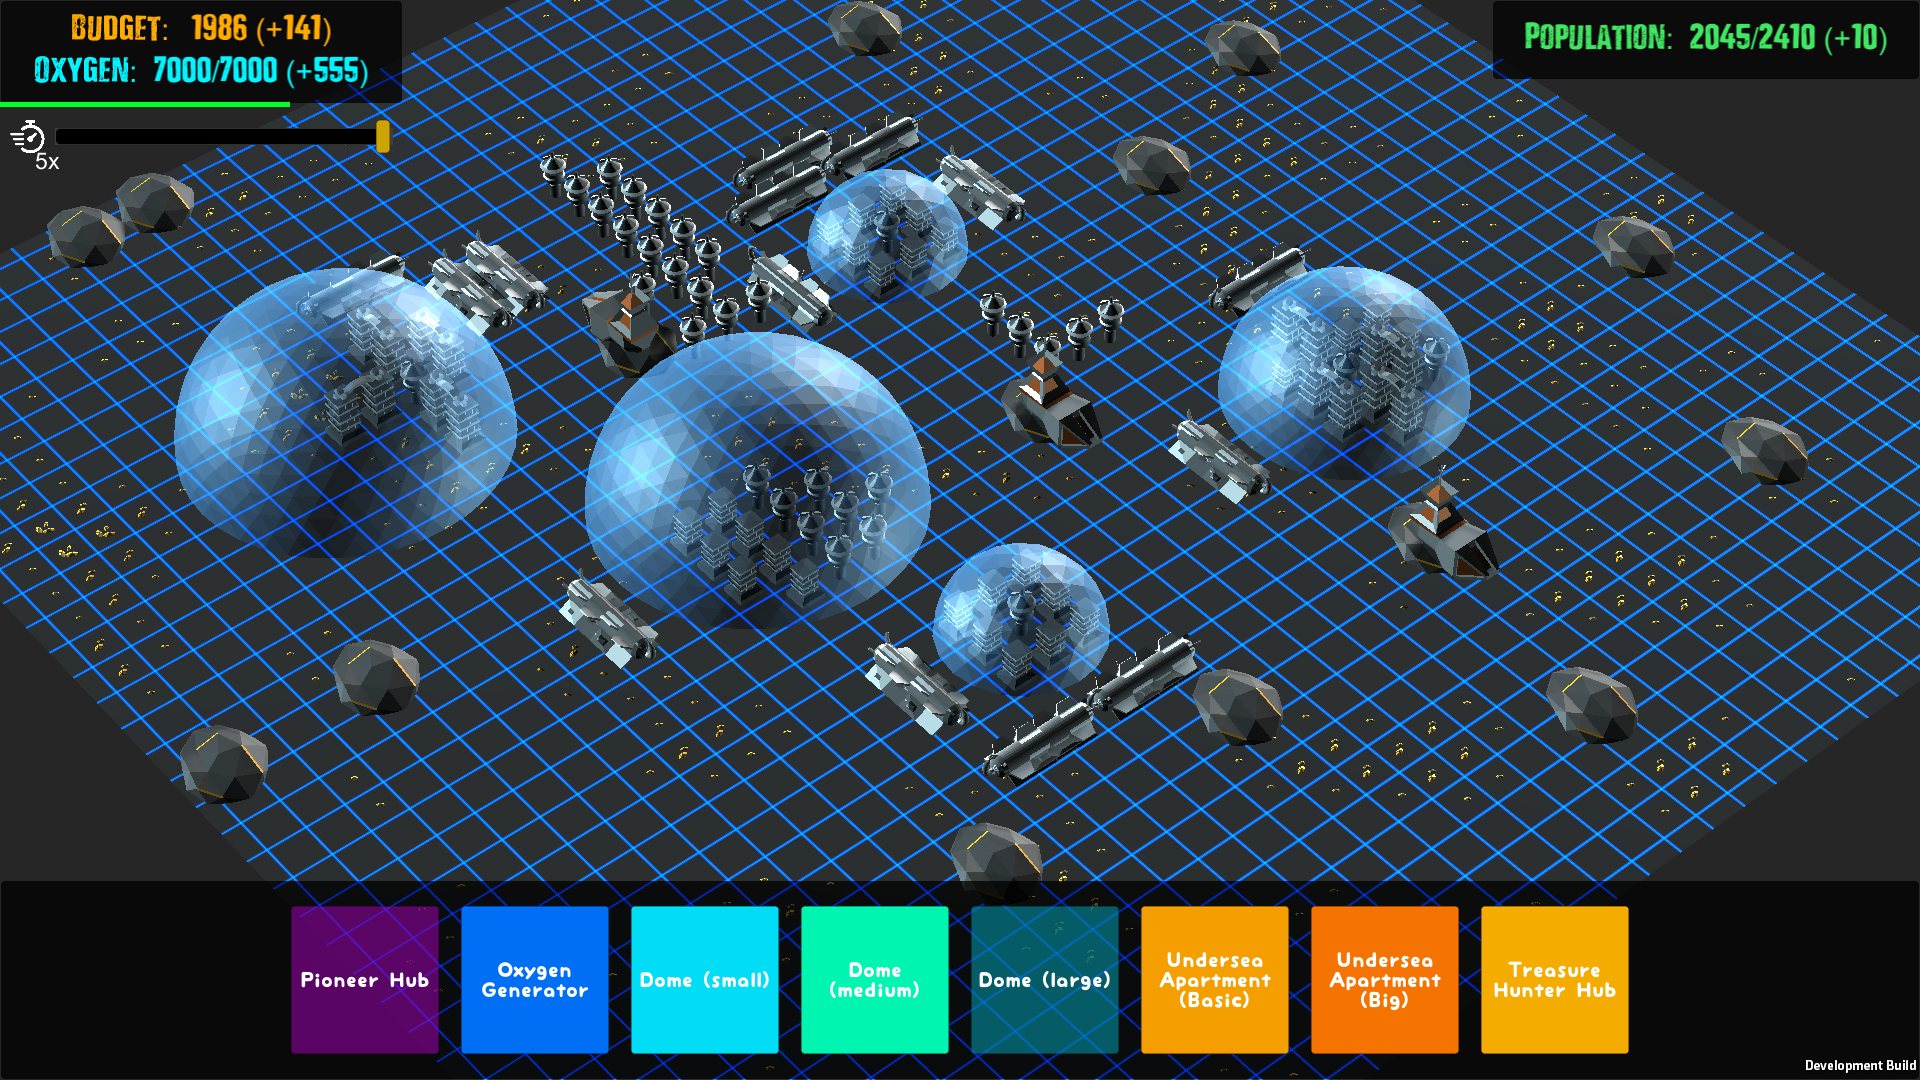 Budget: 1986 (+141)
Oxygen: 7000/7000 (+555)
Population: 2045/2410 (+10)
5x
Pioneer Hub
Oxygen
Generator
Dome (small)
Dome
(medium)
Dome (large)
Undersea
Apartment
(Basic)
Undersea
Apartment
(Big)
Treasure
Hunter Hub
Development Build